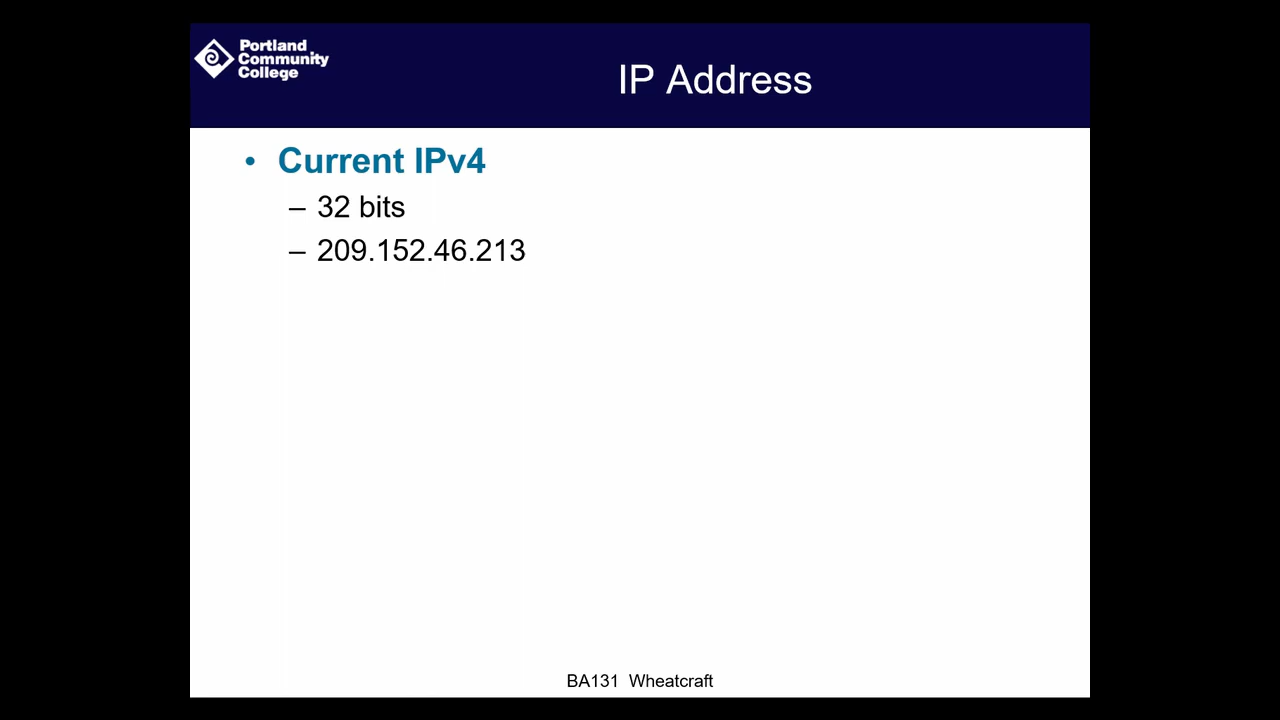 Portland
Community
College
IP Address
• Current IPv4
– 32 bits
– 209.152.46.213
BA131 Wheatcraft